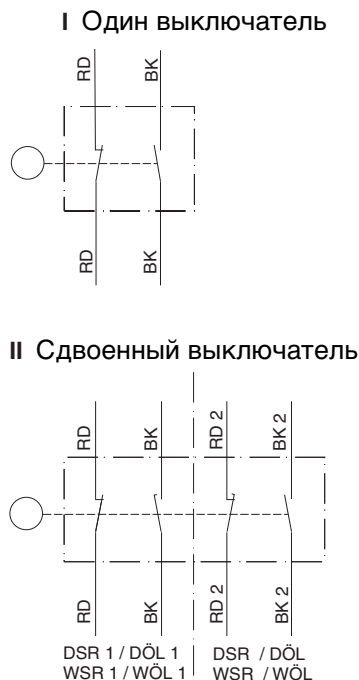 I Один выключатель
RD BK
RD BK
II Сдвоенный выключатель
RD BK RD 2 BK 2
RD BK RD 2 BK 2
DSR 1 / DÖL 1 DSR / DÖL
WSR 1 / WÖL 1 WSR / WÖL